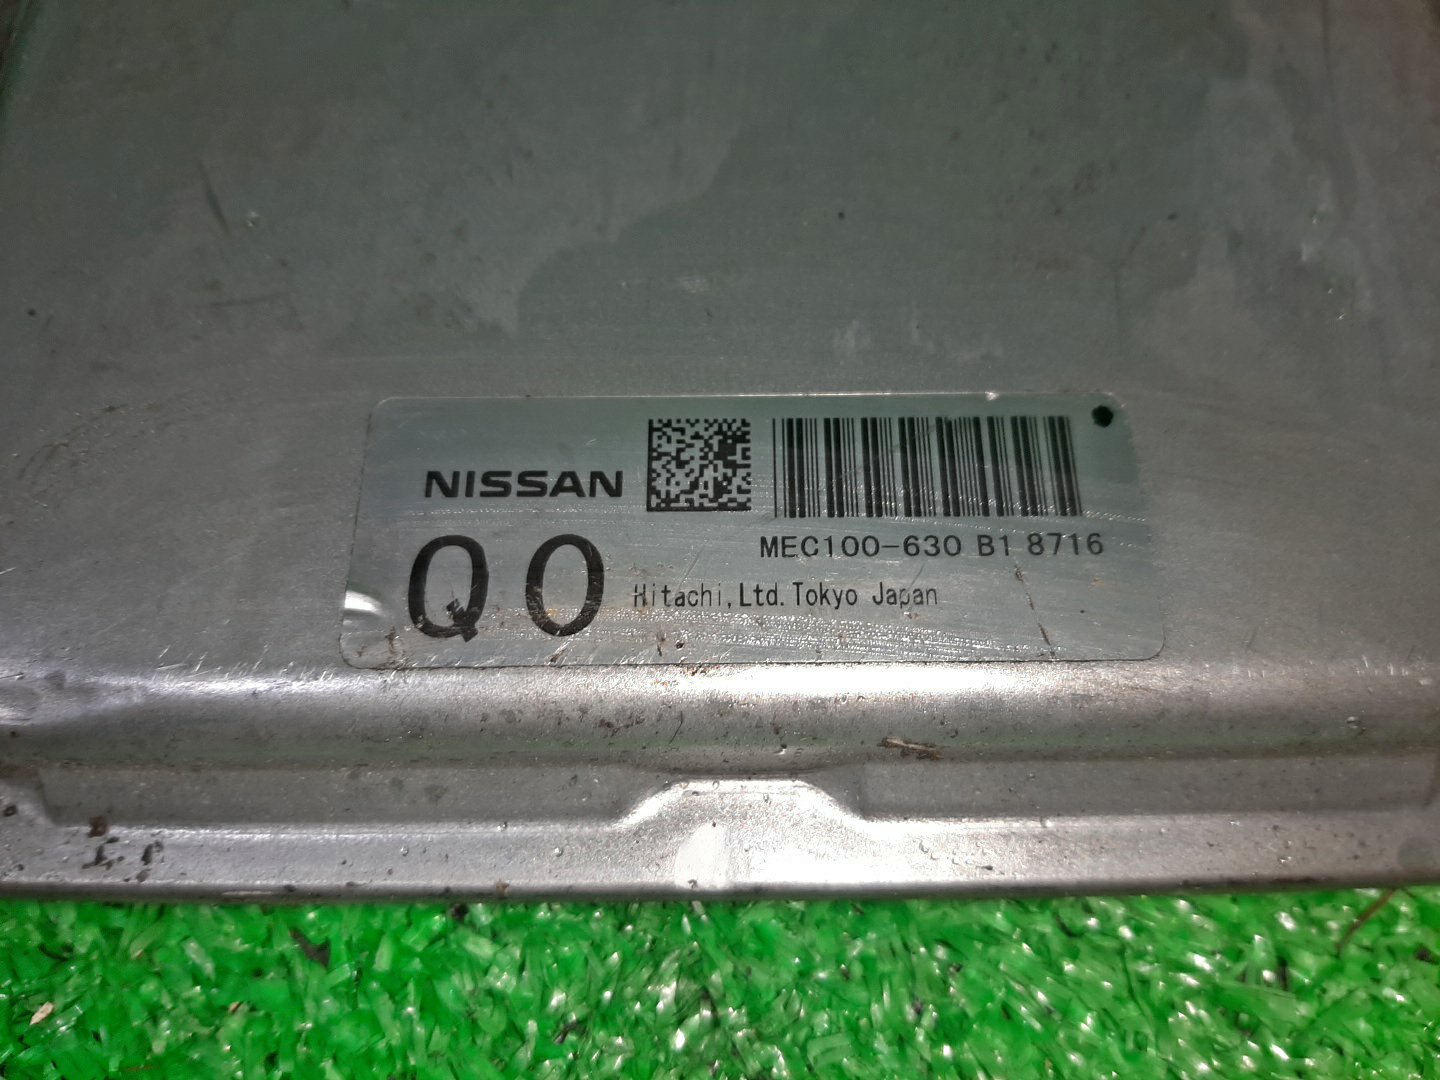 NISSAN
MEC100-630 B1 8716
Q0
Hitachi,Ltd.Tokyo Japan